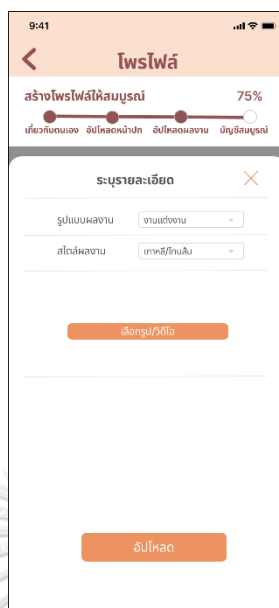 9:41
โพรไฟล์
สร้างโพรไฟล์ให้สมบูรณ์ 75%
เกี่ยวกับตนเอง อัปโหลดหน้าปก อัปโหลดผลงาน บัญชีสมบูรณ์
ระบุรายละเอียด
รูปแบบผลงาน งานแต่งงาน
สไตล์ผลงาน เกาหลี/โทนส้ม
เลือกรูป/วิดีโอ
อัปโหลด